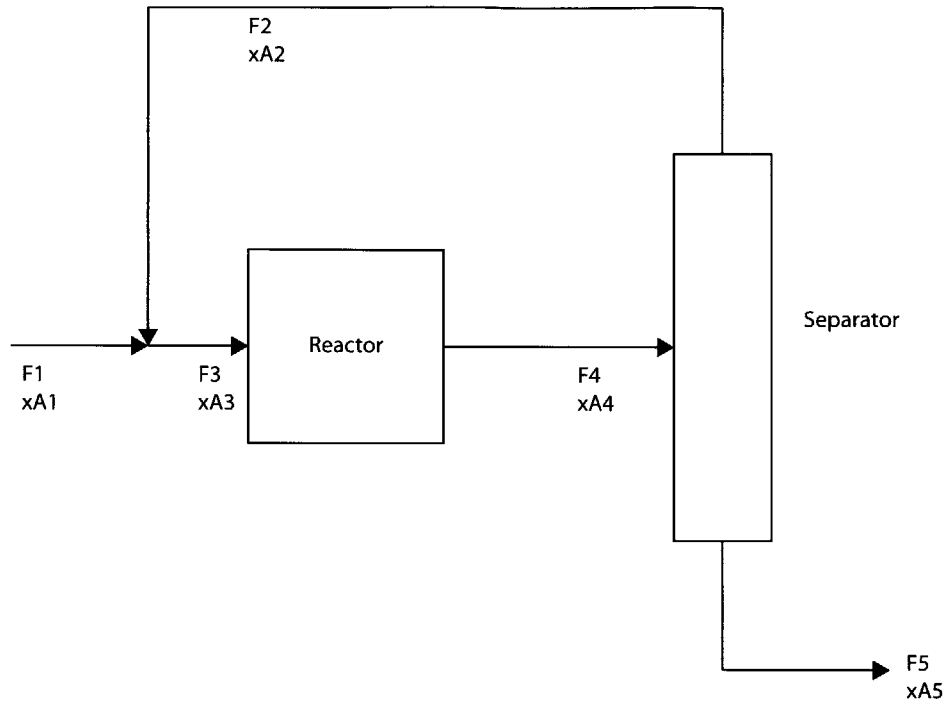 F2
xA2
Separator
Reactor
F1
xA1
F3
xA3
F4
xA4
F5
xA5